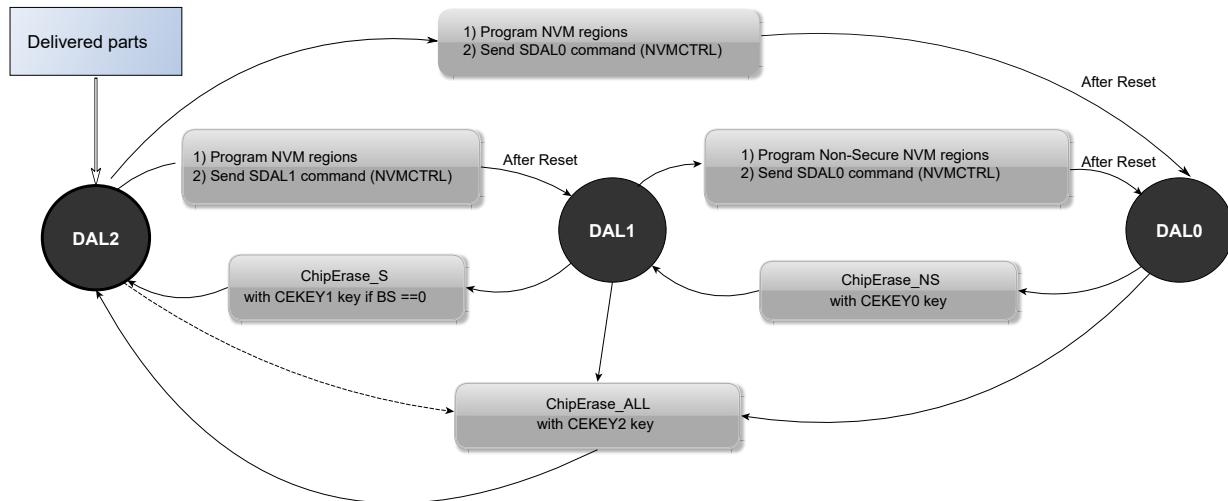 Delivered parts
1) Program NVM regions
2) Send SDAL0 command (NVMCTRL)
After Reset
1) Program NVM regions
2) Send SDAL1 command (NVMCTRL)
After Reset
1) Program Non-Secure NVM regions
2) Send SDAL0 command (NVMCTRL)
After Reset
DAL2
DAL1
DAL0
ChipErase_S
with CEKEY1 key if BS ==0
ChipErase_NS
with CEKEY0 key
ChipErase_ALL
with CEKEY2 key